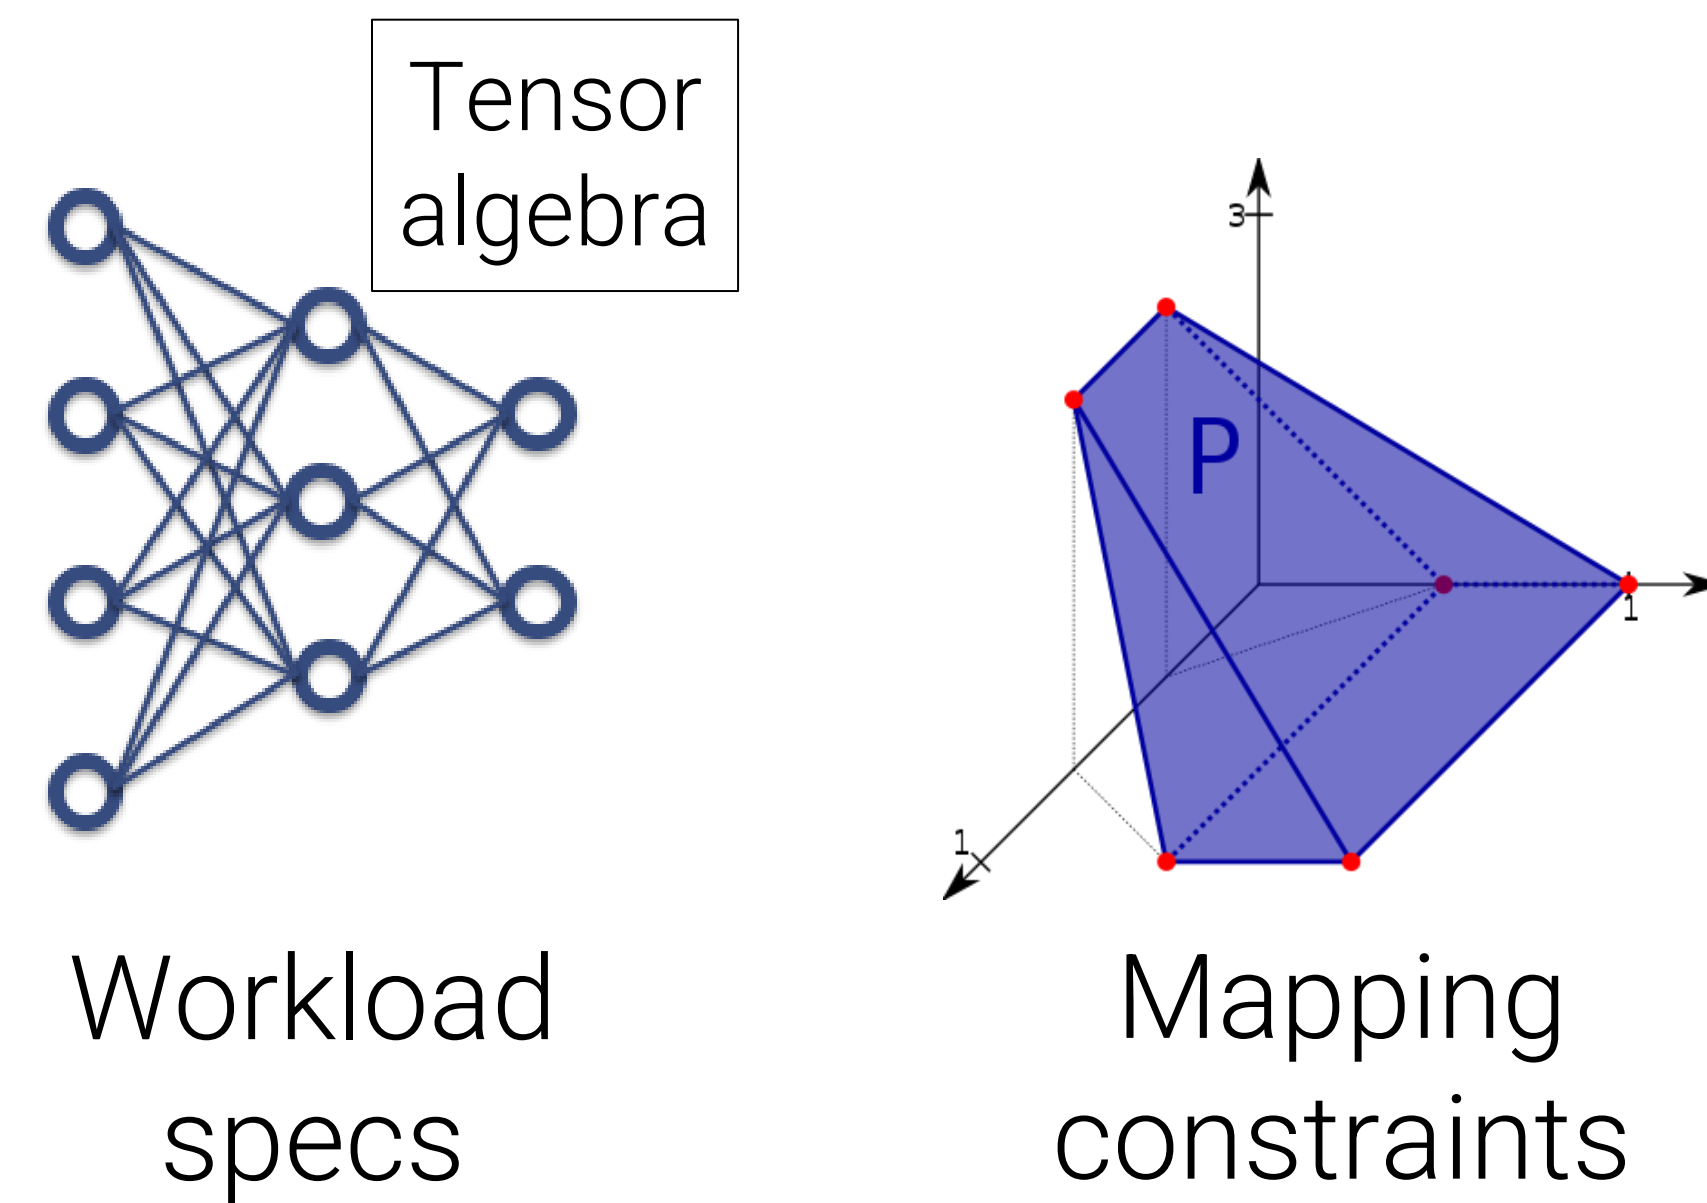 Tensor
algebra
3
P
1
1
Workload
specs
Mapping
constraints